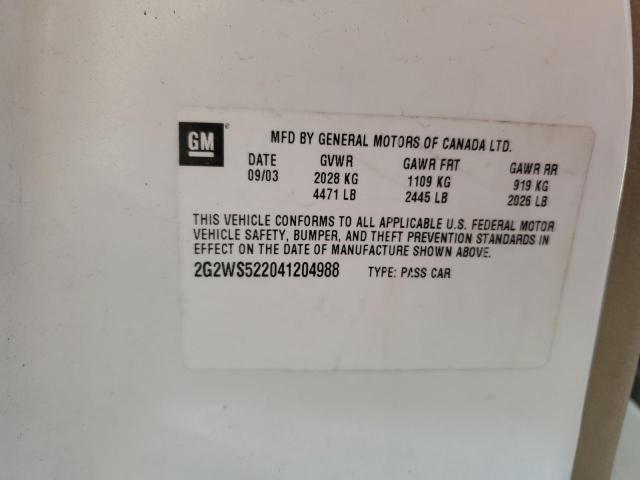 GM ®
MFD BY GENERAL MOTORS OF CANADA LTD.
DATE GVWR GAWR FRT GAWR RR
09/03 2028 KG 1109 KG 919 KG
4471 LB 2445 LB 2026 LB
THIS VEHICLE CONFORMS TO ALL APPLICABLE U.S. FEDERAL MOTOR
VEHICLE SAFETY, BUMPER, AND THEFT PREVENTION STANDARDS IN
EFFECT ON THE DATE OF MANUFACTURE SHOWN ABOVE.
2G2WS522041204988 TYPE: PASS CAR